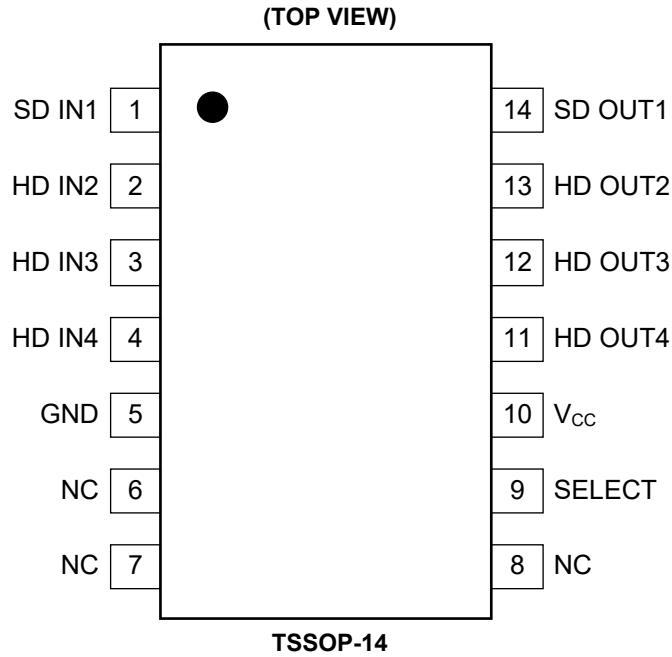 (TOP VIEW)
SD IN1 1 14 SD OUT1
HD IN2 2 13 HD OUT2
HD IN3 3 12 HD OUT3
HD IN4 4 11 HD OUT4
GND 5 10 VCC
NC 6 9 SELECT
NC 7 8 NC
TSSOP-14